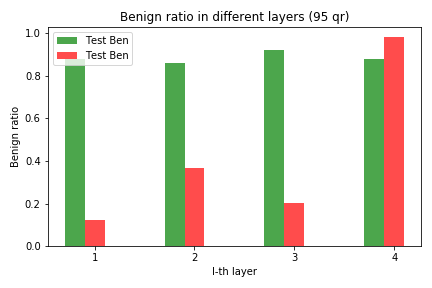 Benign ratio in different layers (95 qr)
Test Ben
Test Ben
1.0
0.8
0.6
0.4
0.2
0.0
Benign ratio
1 2 3 4
l-th layer